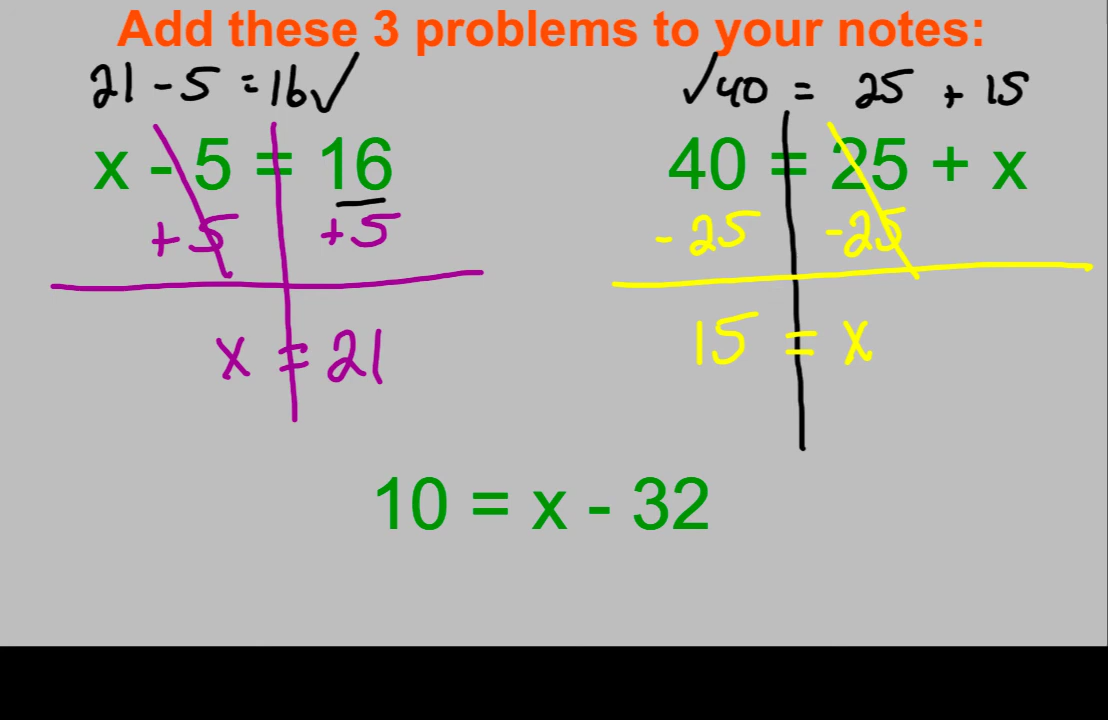 Add these 3 problems to your notes:
21 - 5 = 16 ✓
x - 5 = 16
+5 +5
x = 21
✓ 40 = 25 + 15
40 = 25 + x
- 25 - 25
15 = x
10 = x - 32